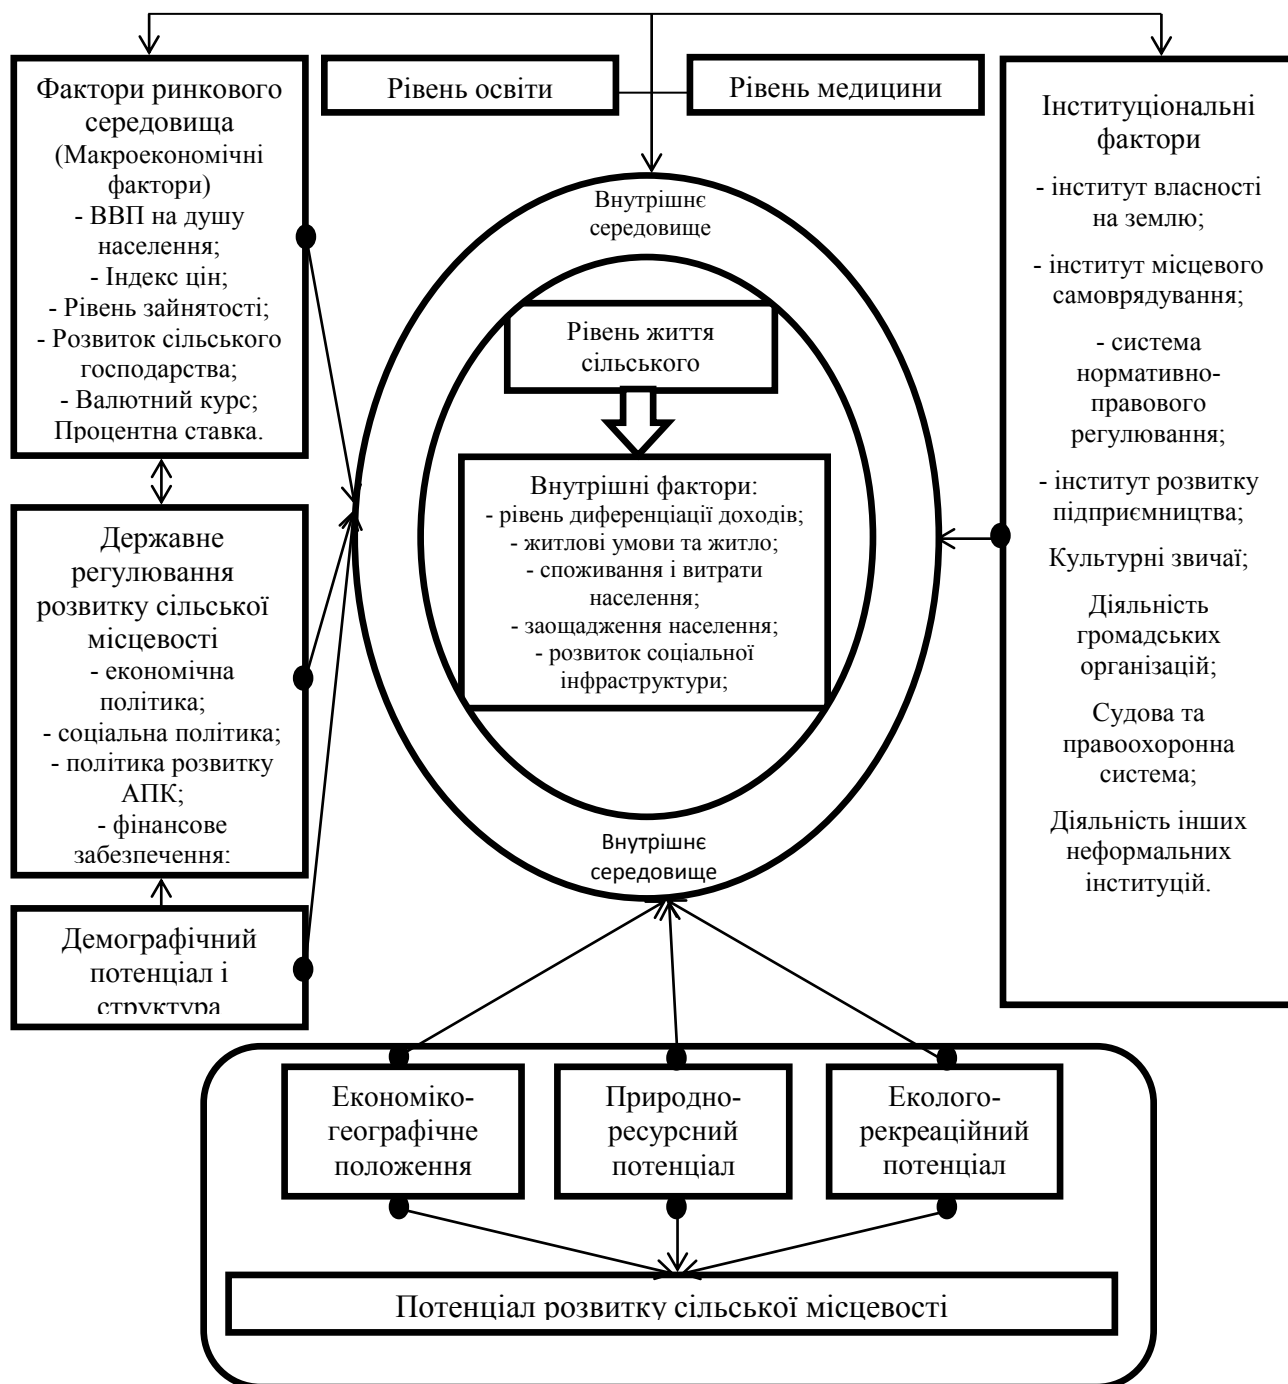 Фактори ринкового
середовища
(Макроекономічні
фактори)
- ВВП на душу
населення;
- Індекс цін;
- Рівень зайнятості;
- Розвиток сільського
господарства;
- Валютний курс;
Процентна ставка.
Рівень освіти
Рівень медицини
Інституціональні
фактори
- інститут власності
на землю;
- інститут місцевого
самоврядування;
- система
нормативно-
правового
регулювання;
- інститут розвитку
підприємництва;
Культурні звичаї;
Діяльність
громадських
організацій;
Судова та
правоохоронна
система;
Діяльність інших
неформальних
інституцій.
Внутрішнє
середовище
Рівень життя
сільського
Внутрішні фактори:
- рівень диференціації доходів;
- житлові умови та житло;
- споживання і витрати
населення;
- заощадження населення;
- розвиток соціальної
інфраструктури;
Внутрішнє
середовище
Державне
регулювання
розвитку сільської
місцевості
- економічна
політика;
- соціальна політика;
- політика розвитку
АПК;
- фінансове
забезпечення;
Демографічний
потенціал і
структура
Економіко-
географічне
положення
Природно-
ресурсний
потенціал
Еколого-
рекреаційний
потенціал
Потенціал розвитку сільської місцевості